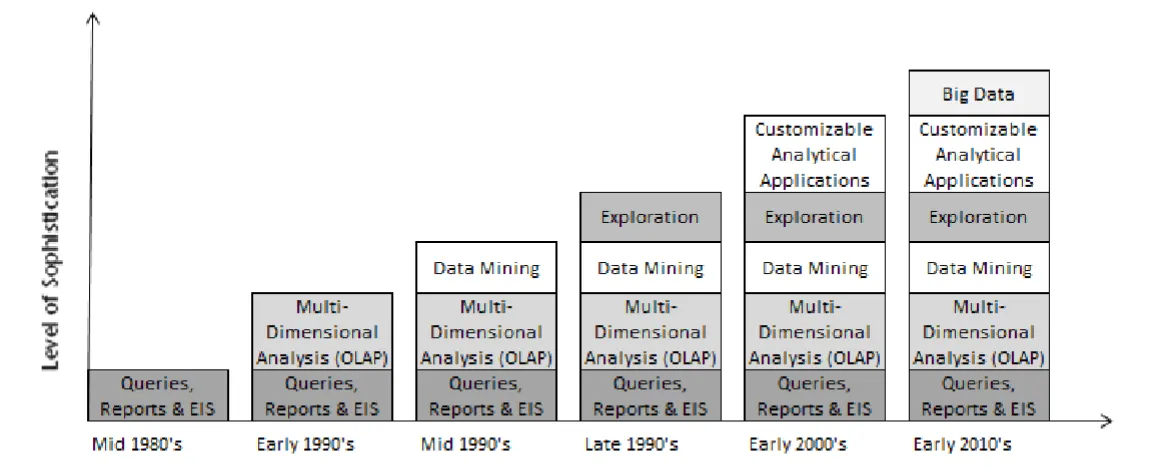 Level of Sophistication
Big Data
Customizable
Analytical
Applications
Customizable
Analytical
Applications
Exploration
Exploration
Exploration
Data Mining
Data Mining
Data Mining
Data Mining
Multi-
Dimensional
Analysis (OLAP)
Multi-
Dimensional
Analysis (OLAP)
Multi-
Dimensional
Analysis (OLAP)
Multi-
Dimensional
Analysis (OLAP)
Multi-
Dimensional
Analysis (OLAP)
Queries,
Reports & EIS
Queries,
Reports & EIS
Queries,
Reports & EIS
Queries,
Reports & EIS
Queries,
Reports & EIS
Queries,
Reports & EIS
Mid 1980's
Early 1990's
Mid 1990's
Late 1990's
Early 2000's
Early 2010's